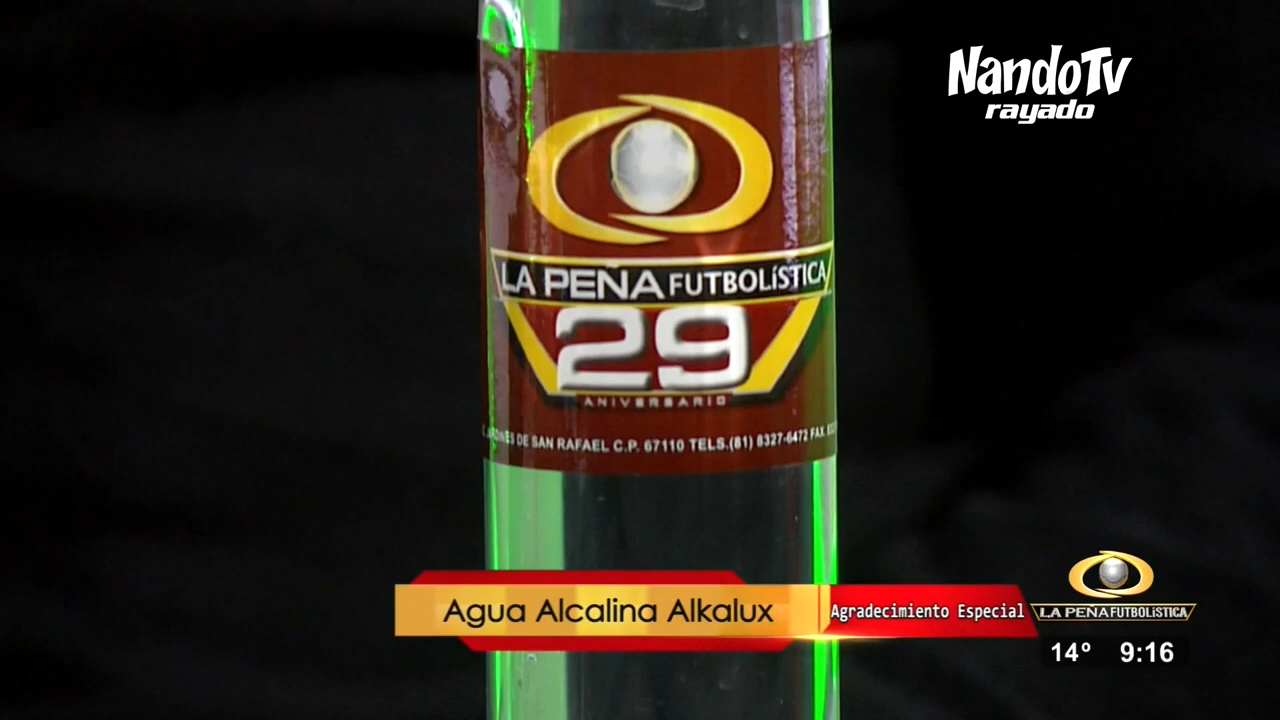 NandoTv
rayado
LA PEÑA FUTBOLíSTICA
29
ANIVERSARIO
JARDINES DE SAN RAFAEL C.P. 67110 TELS.(81) 8327-6472 FAX.
Agua Alcalina Alkalux
Agradecimiento Especial
LA PEÑA FUTBOLíSTICA
14° 9:16